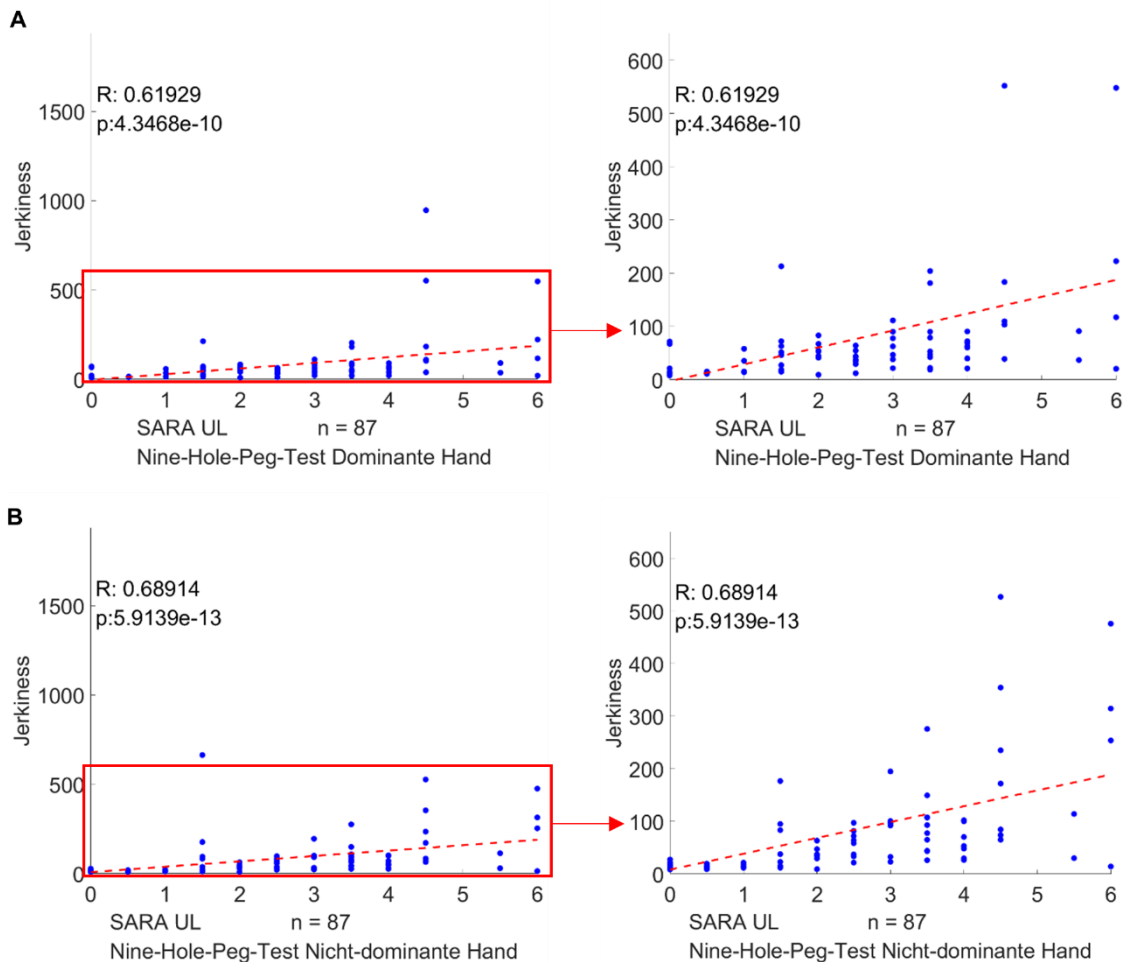 A
Jerkiness
1500
1000
500
0
R: 0.61929
p:4.3468e-10
0 1 2 3 4 5 6
SARA UL n = 87
Nine-Hole-Peg-Test Dominante Hand
Jerkiness
600
500
400
300
200
100
0
R: 0.61929
p:4.3468e-10
0 1 2 3 4 5 6
SARA UL n = 87
Nine-Hole-Peg-Test Dominante Hand
B
Jerkiness
1500
1000
500
0
R: 0.68914
p:5.9139e-13
0 1 2 3 4 5 6
SARA UL n = 87
Nine-Hole-Peg-Test Nicht-dominante Hand
Jerkiness
600
500
400
300
200
100
0
R: 0.68914
p:5.9139e-13
0 1 2 3 4 5 6
SARA UL n = 87
Nine-Hole-Peg-Test Nicht-dominante Hand